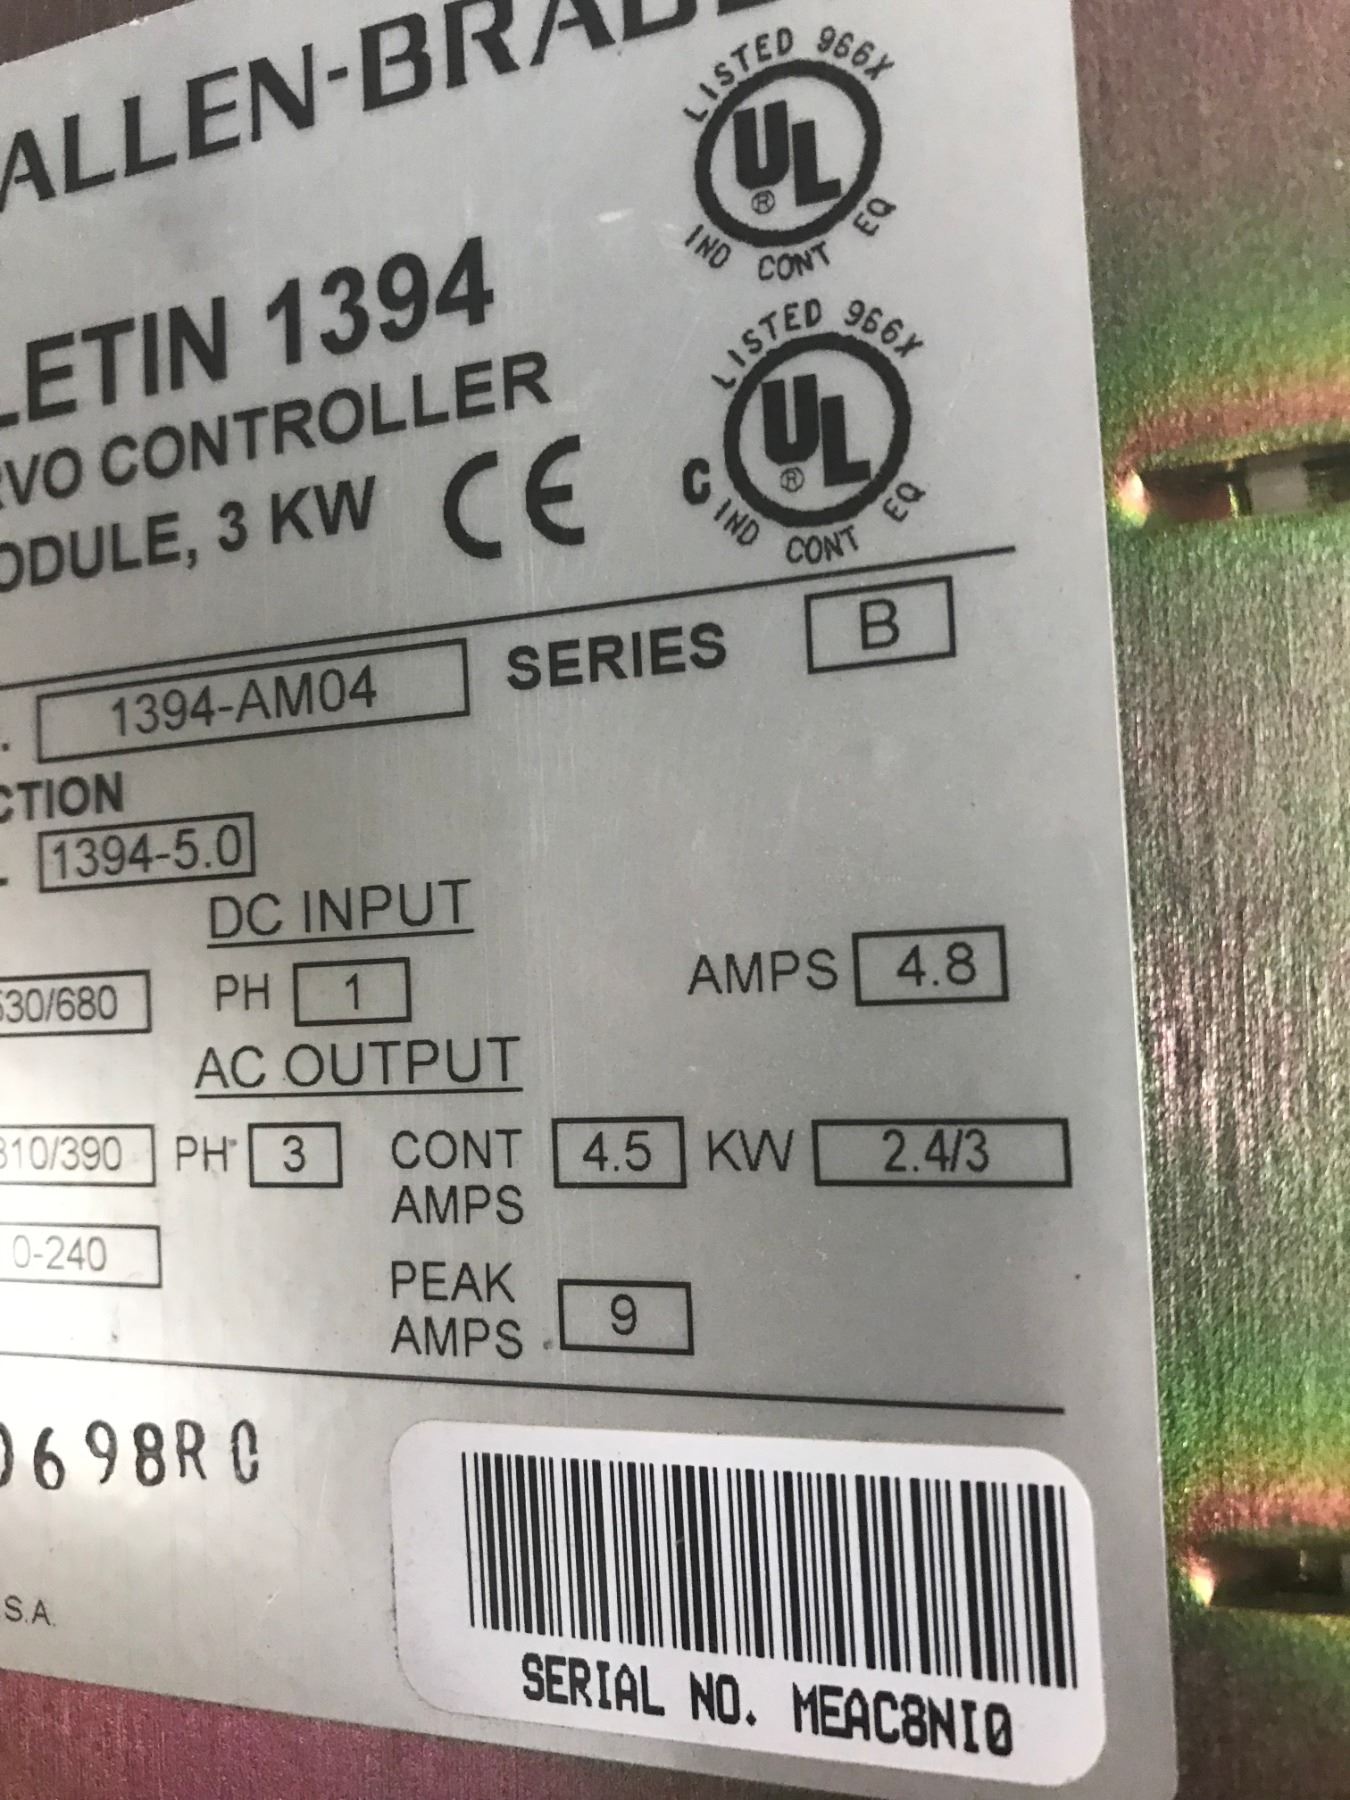 ALLEN-BRADL
LISTED 966X
UL
®
IND CONT EQ
LETIN 1394
RVO CONTROLLER
ODULE, 3 KW
CE
LISTED 966X
C UL
®
IND CONT EQ
. 1394-AM04 SERIES B
CTION
1394-5.0
DC INPUT
530/680 PH 1 AMPS 4.8
AC OUTPUT
310/390 PH 3 CONT AMPS 4.5 KW 2.4/3
0-240 PEAK AMPS 9
0698R0
S.A.
SERIAL NO. MEAC8NI0